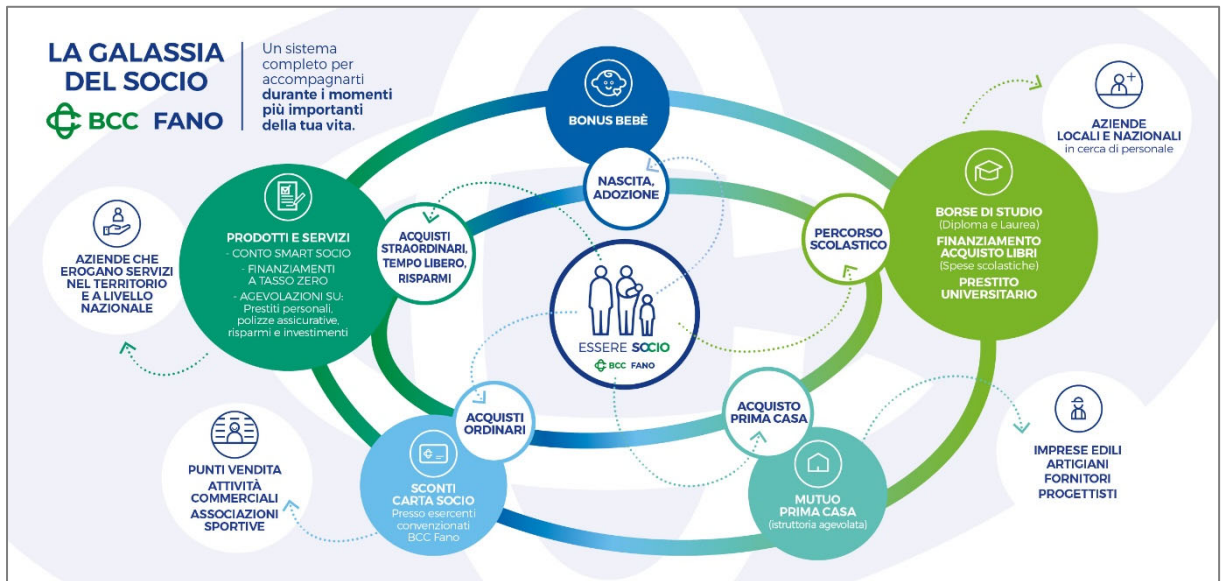 LA GALASSIA
DEL SOCIO
BCC FANO
Un sistema
completo per
accompagnarti
durante i momenti
più importanti
della tua vita.
BONUS BEBÈ
NASCITA,
ADOZIONE
AZIENDE
LOCALI E NAZIONALI
in cerca di personale
PRODOTTI E SERVIZI
- CONTO SMART SOCIO
- FINANZIAMENTI
A TASSO ZERO
- AGEVOLAZIONI SU:
Prestiti personali,
polizze assicurative,
risparmi e investimenti
ACQUISTI
STRAORDINARI,
TEMPO LIBERO,
RISPARMI
PERCORSO
SCOLASTICO
BORSE DI STUDIO
(Diploma e Laurea)
FINANZIAMENTO
ACQUISTO LIBRI
(Spese scolastiche)
PRESTITO
UNIVERSITARIO
AZIENDE CHE
EROGANO SERVIZI
NEL TERRITORIO
E A LIVELLO
NAZIONALE
ESSERE SOCIO
BCC FANO
ACQUISTI
ORDINARI
ACQUISTO
PRIMA CASA
PUNTI VENDITA
ATTIVITÀ
COMMERCIALI
ASSOCIAZIONI
SPORTIVE
SCONTI
CARTA SOCIO
Presso esercenti
convenzionati
BCC Fano
MUTUO
PRIMA CASA
(istruttoria agevolata)
IMPRESE EDILI
ARTIGIANI
FORNITORI
PROGETTISTI